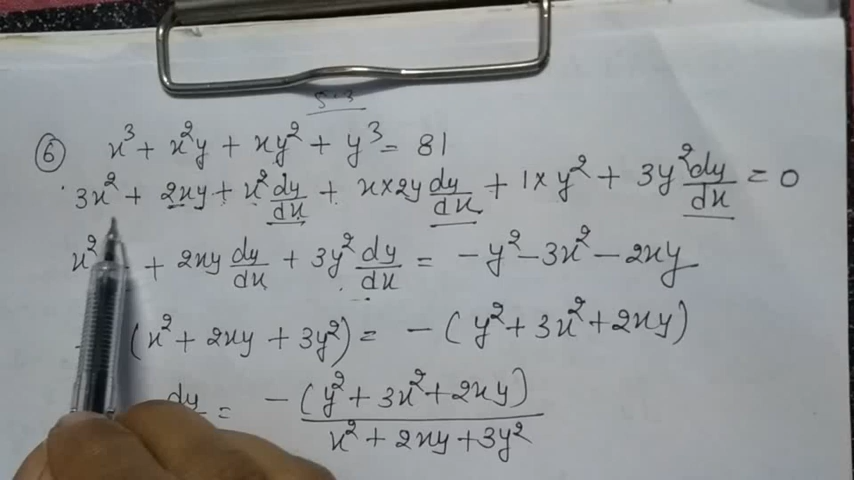 5.3
⑥ x³ + x²y + xy² + y³ = 81
3x² + 2xy + x² dy/dx + x×2y dy/dx + 1×y² + 3y² dy/dx = 0
x² + 2xy dy/dx + 3y² dy/dx = -y² - 3x² - 2xy
(x² + 2xy + 3y²) = -(y² + 3x² + 2xy)
dy = -(y² + 3x² + 2xy) / x² + 2xy + 3y²